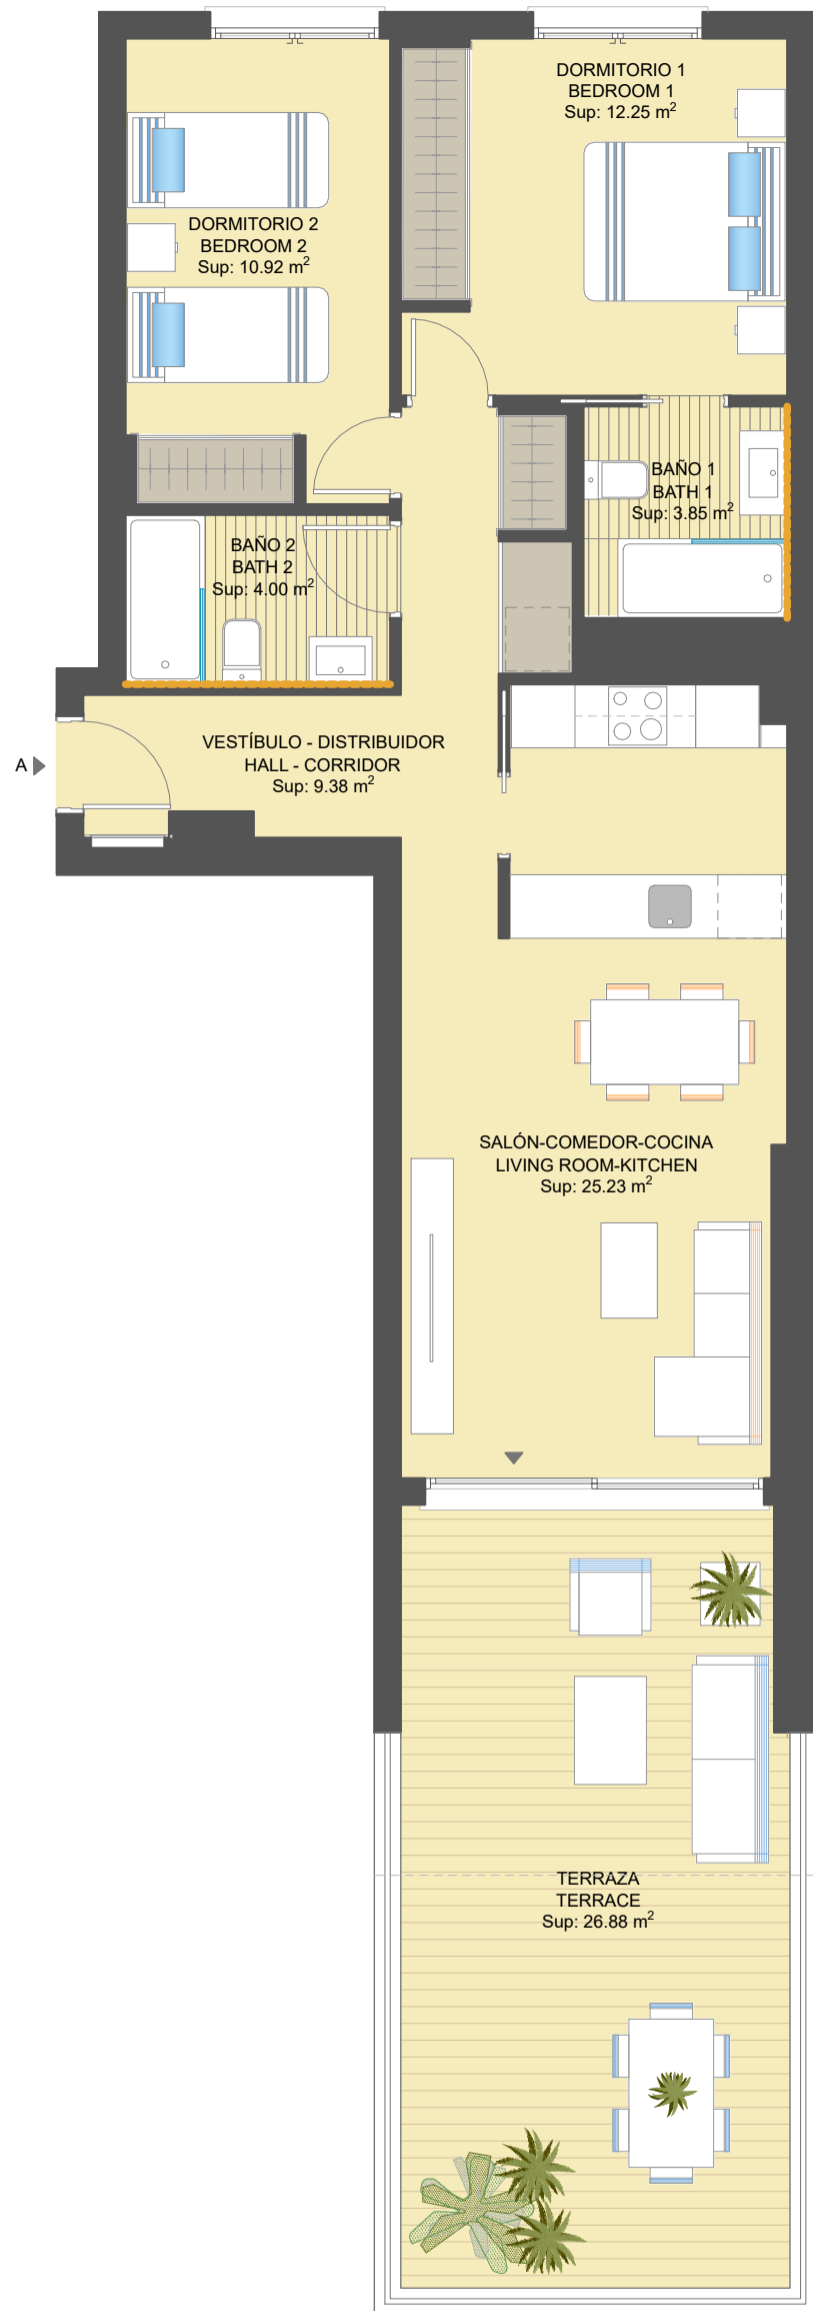 DORMITORIO 1
BEDROOM 1
Sup: 12.25 m²
DORMITORIO 2
BEDROOM 2
Sup: 10.92 m²
BAÑO 1
BATH 1
Sup: 3.85 m²
BAÑO 2
BATH 2
Sup: 4.00 m²
VESTÍBULO - DISTRIBUIDOR
HALL - CORRIDOR
Sup: 9.38 m²
A
SALÓN-COMEDOR-COCINA
LIVING ROOM-KITCHEN
Sup: 25.23 m²
TERRAZA
TERRACE
Sup: 26.88 m²